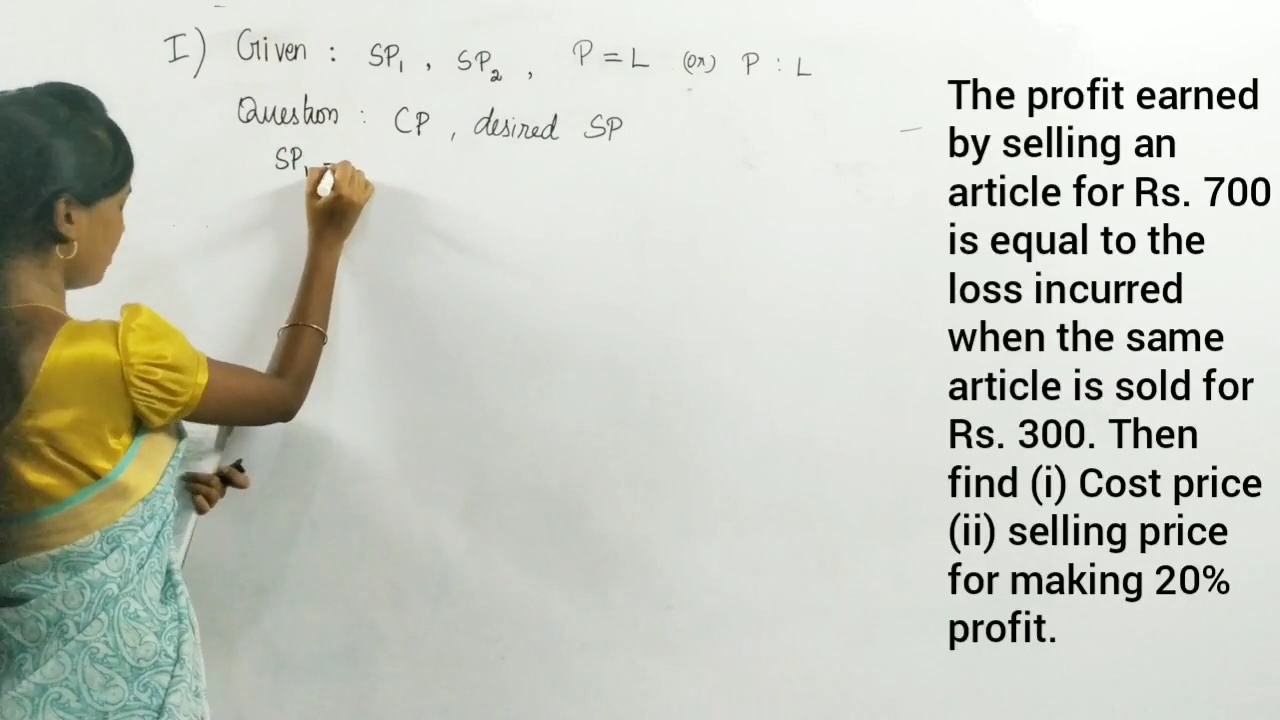 I) Given : SP1 , SP2 , P = L (or) P : L
Question : CP , desired SP
SP1 =
The profit earned
by selling an
article for Rs. 700
is equal to the
loss incurred
when the same
article is sold for
Rs. 300. Then
find (i) Cost price
(ii) selling price
for making 20%
profit.